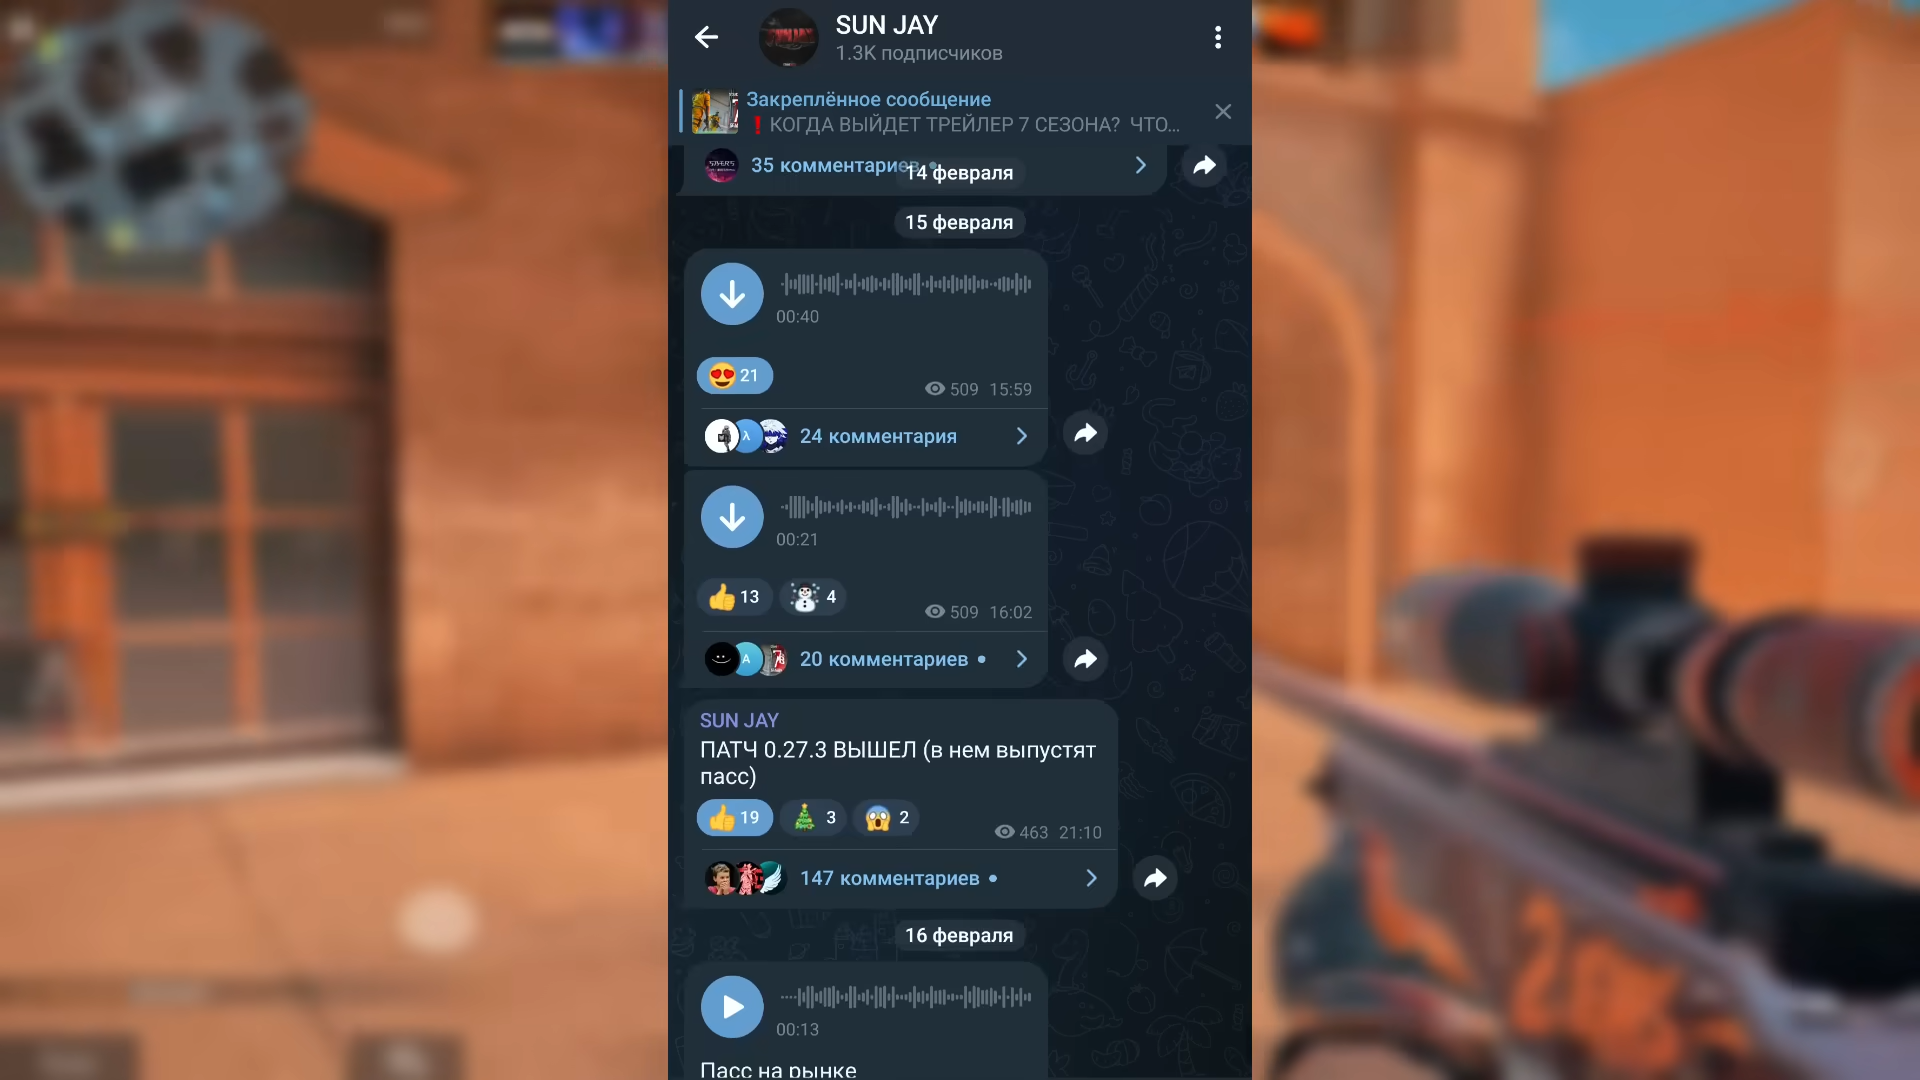 SUN JAY
1.3K подписчиков
Закреплённое сообщение
❗КОГДА ВЫЙДЕТ ТРЕЙЛЕР 7 СЕЗОНА? ЧТО...
35 комментариев
14 февраля
15 февраля
00:40
😍 21
509 15:59
24 комментария
00:21
👍 13 ☃️ 4
509 16:02
20 комментариев •
SUN JAY
ПАТЧ 0.27.3 ВЫШЕЛ (в нем выпустят
пасс)
👍 19 🎄 3 😱 2
463 21:10
147 комментариев •
16 февраля
00:13
Пасс на рынке